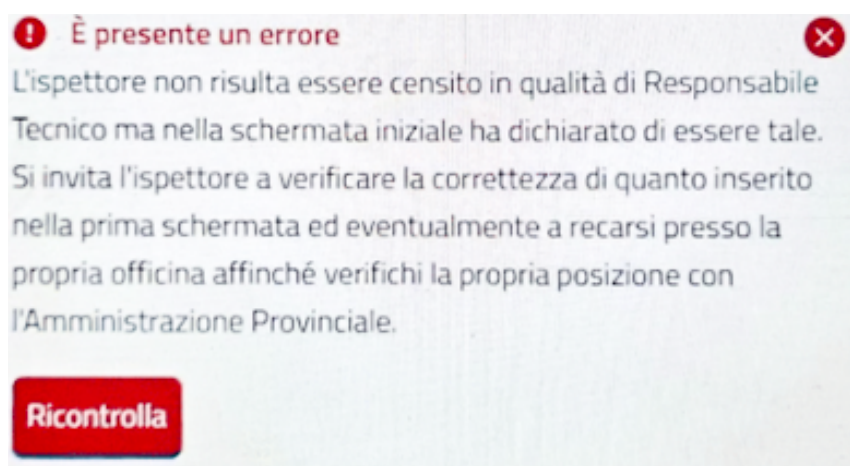 È presente un errore
L'ispettore non risulta essere censito in qualità di Responsabile
Tecnico ma nella schermata iniziale ha dichiarato di essere tale.
Si invita l'ispettore a verificare la correttezza di quanto inserito
nella prima schermata ed eventualmente a recarsi presso la
propria officina affinché verifichi la propria posizione con
l'Amministrazione Provinciale.
Ricontrolla